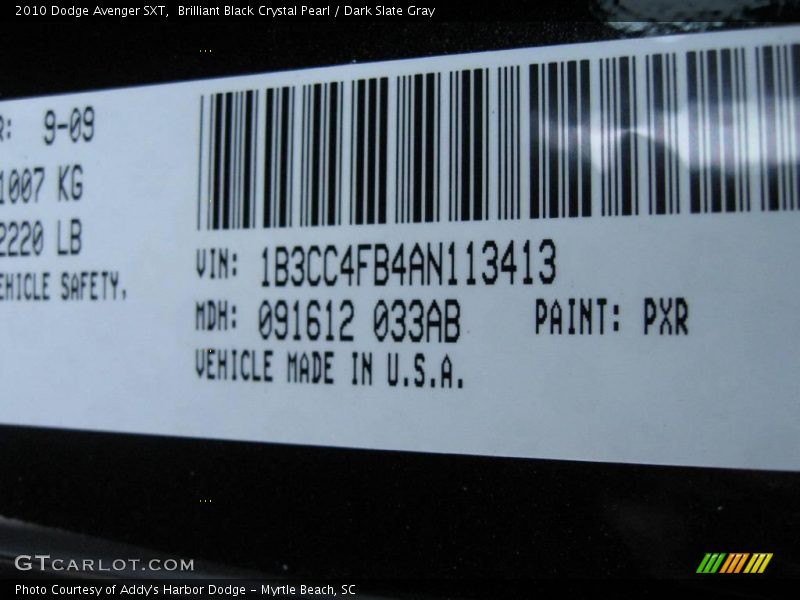 2010 Dodge Avenger SXT,  Brilliant Black Crystal Pearl / Dark Slate Gray
R: 9-09
1007 KG
2220 LB
EHICLE SAFETY,
VIN: 1B3CC4FB4AN113413
MDH: 091612 033AB PAINT: PXR
VEHICLE MADE IN U.S.A.
GTCARLOT.COM
Photo Courtesy of Addy's Harbor Dodge - Myrtle Beach, SC